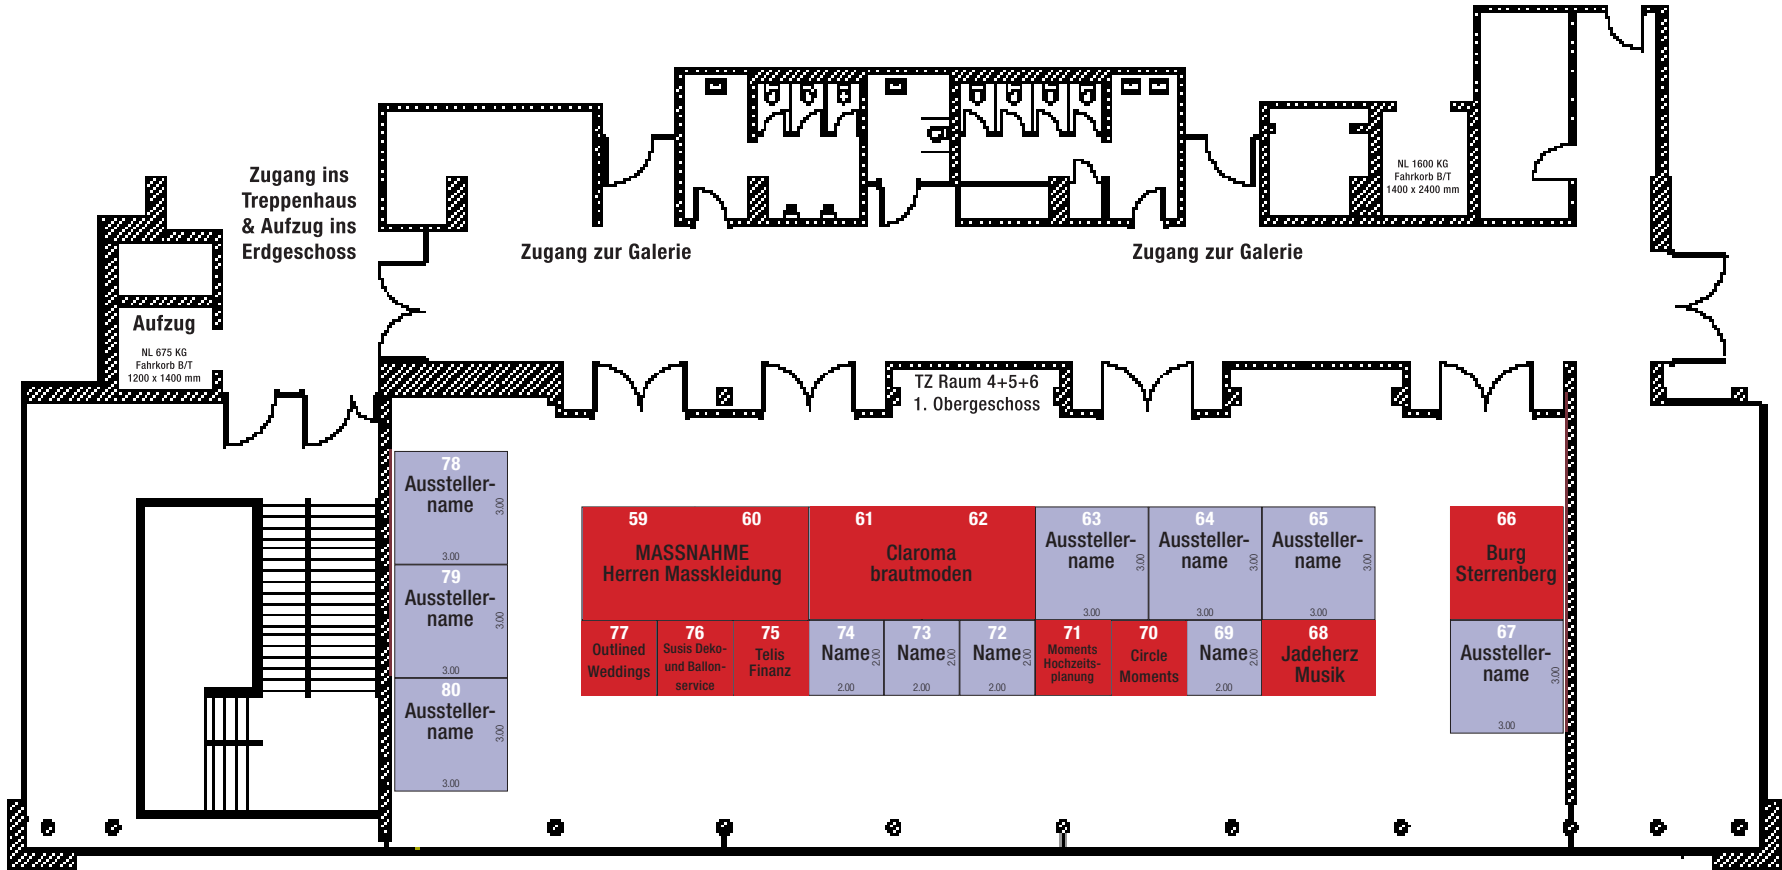 Zugang ins
Treppenhaus
& Aufzug ins
Erdgeschoss
Zugang zur Galerie
Zugang zur Galerie
NL 1600 KG
Fahrkorb B/T
1400 x 2400 mm
Aufzug
NL 675 KG
Fahrkorb B/T
1200 x 1400 mm
TZ Raum 4+5+6
1. Obergeschoss
78
Aussteller-
name
3.00
3.00
79
Aussteller-
name
3.00
3.00
80
Aussteller-
name
3.00
3.00
59
60
MASSNAHME
Herren Masskleidung
61
62
Claroma
brautmoden
63
Aussteller-
name
3.00
3.00
64
Aussteller-
name
3.00
3.00
65
Aussteller-
name
3.00
3.00
66
Burg
Sterrenberg
77
Outlined
Weddings
76
Susis Deko-
und Ballon-
service
75
Telis
Finanz
74
Name
2.00
2.00
73
Name
2.00
2.00
72
Name
2.00
2.00
71
Moments
Hochzeits-
planung
70
Circle
Moments
69
Name
2.00
2.00
68
Jadeherz
Musik
67
Aussteller-
name
3.00
3.00